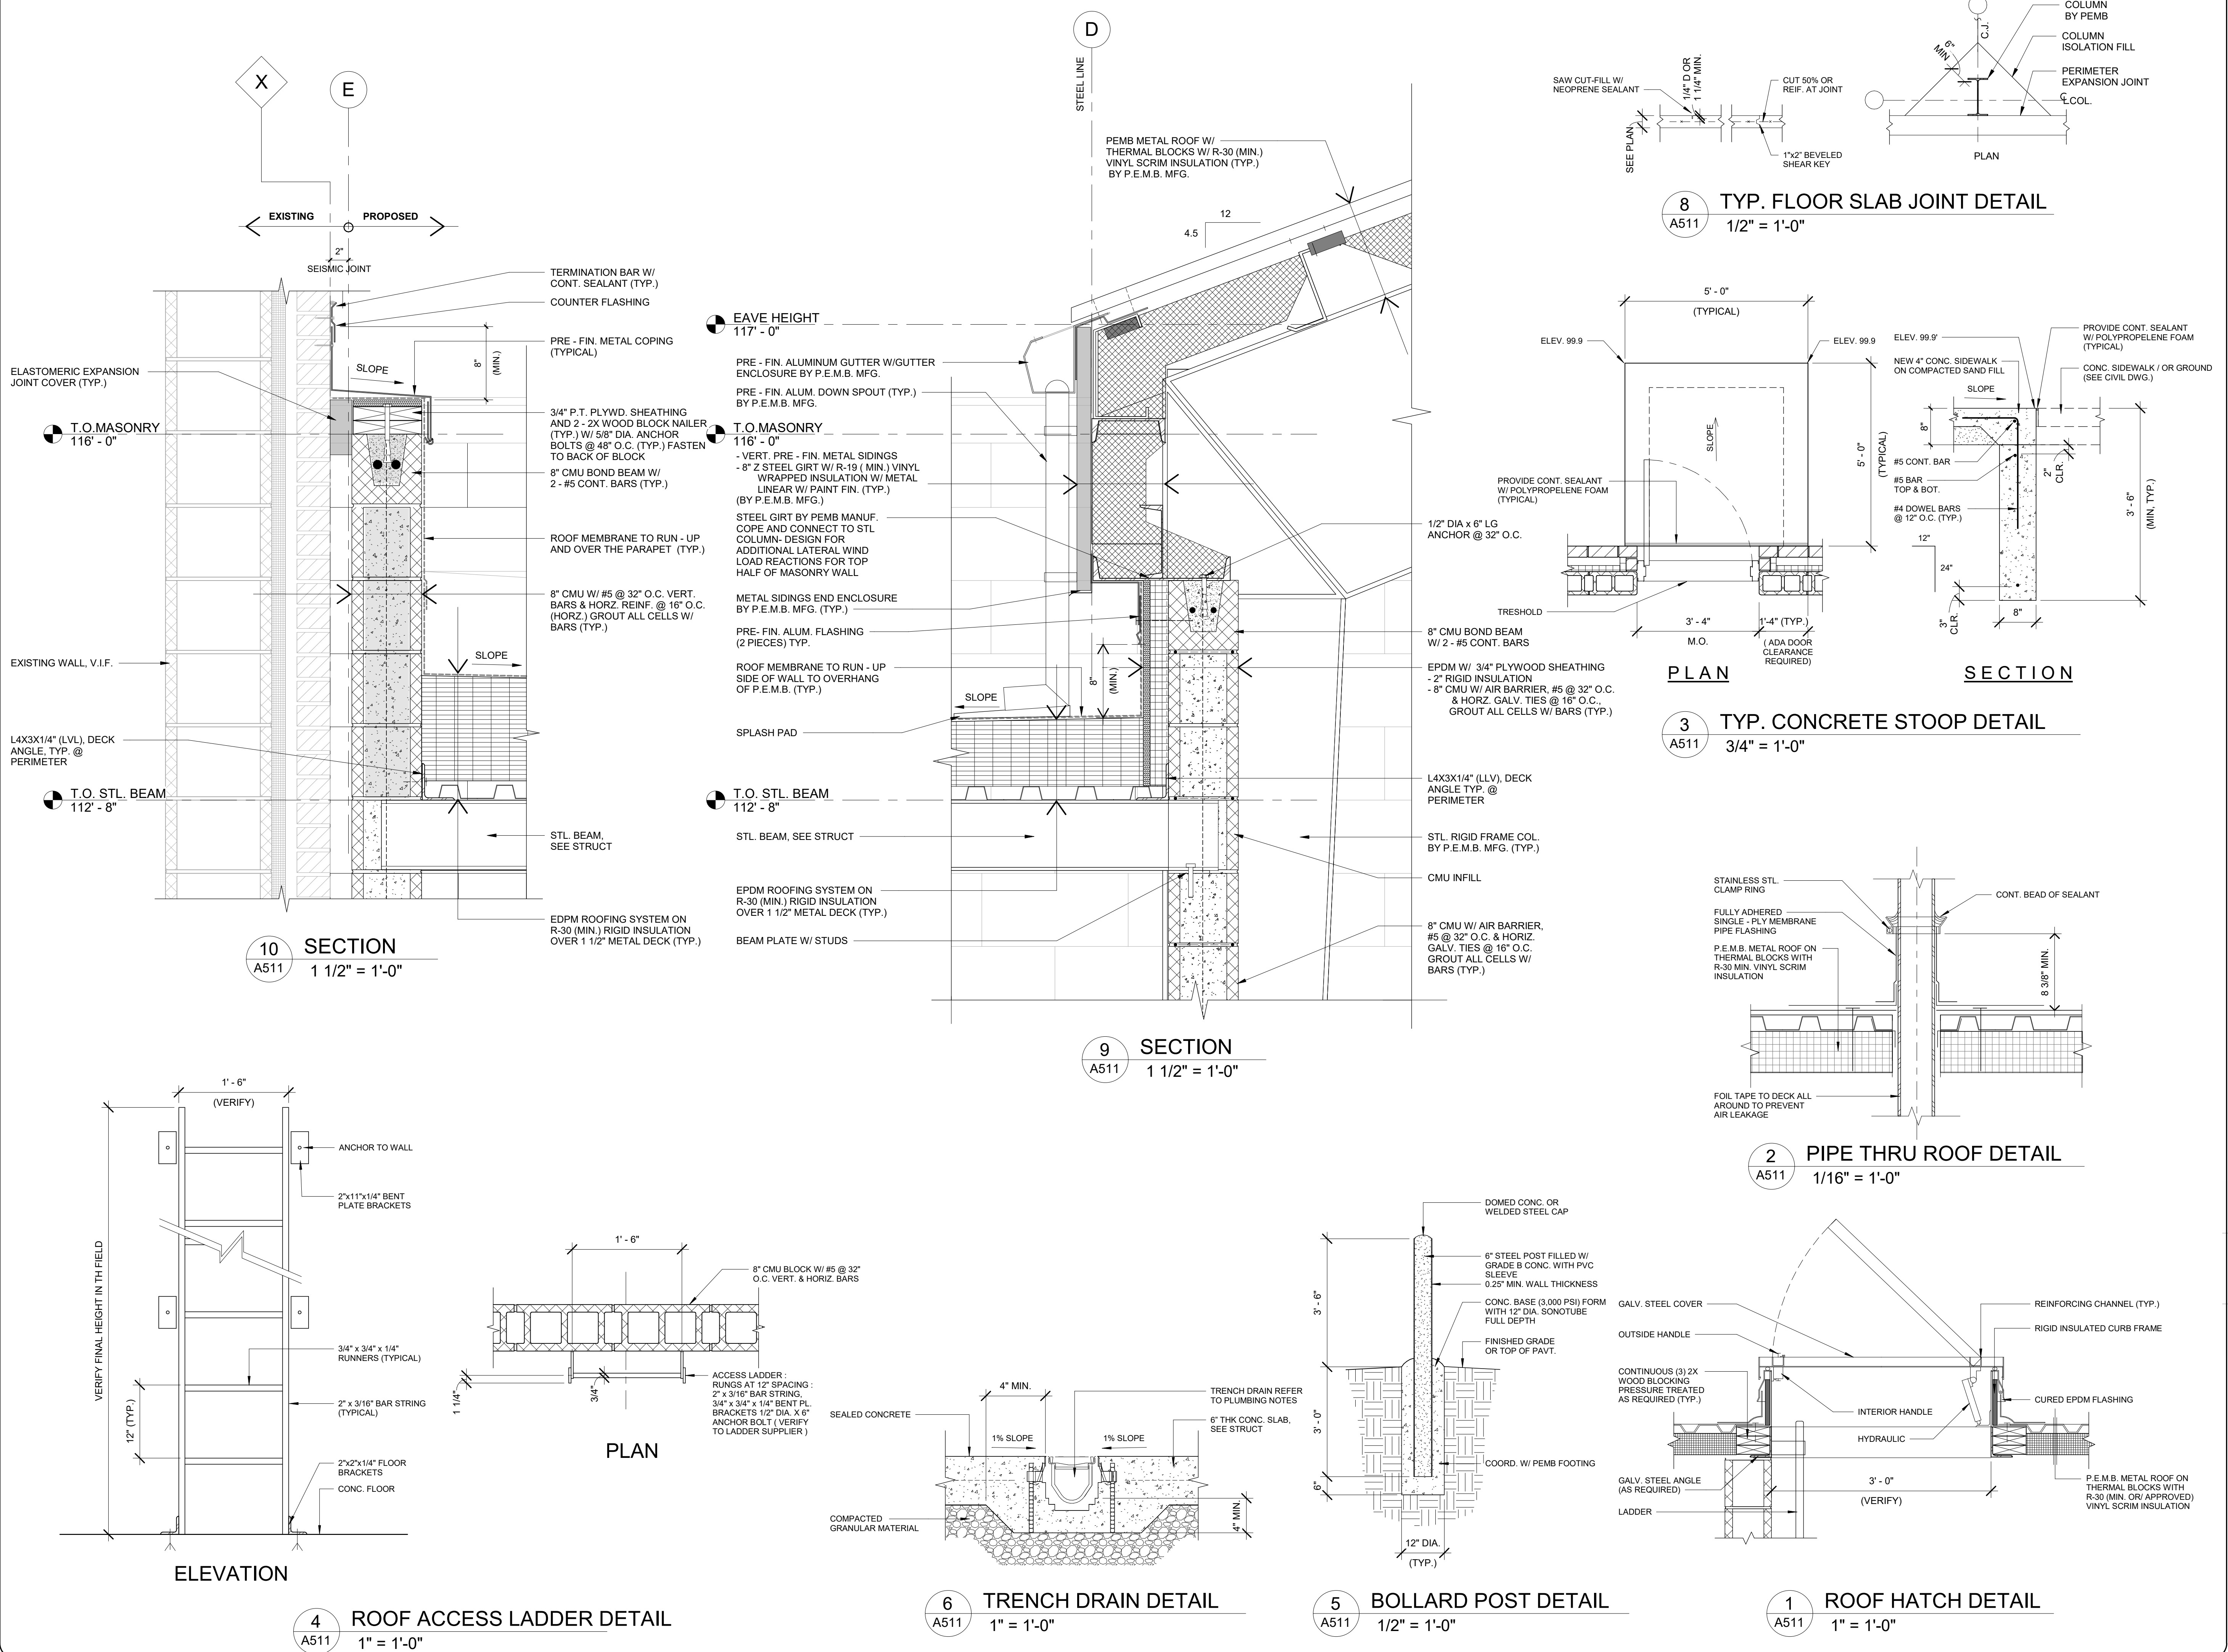 X
E
EXISTING
PROPOSED
2"
SEISMIC JOINT
TERMINATION BAR W/
CONT. SEALANT (TYP.)
COUNTER FLASHING
PRE - FIN. METAL COPING
(TYPICAL)
SLOPE
8"
(MIN.)
ELASTOMERIC EXPANSION
JOINT COVER (TYP.)
T.O.MASONRY
116' - 0"
3/4" P.T. PLYWD. SHEATHING
AND 2 - 2X WOOD BLOCK NAILER
(TYP.) W/ 5/8" DIA. ANCHOR
BOLTS @ 48" O.C. (TYP.) FASTEN
TO BACK OF BLOCK
8" CMU BOND BEAM W/
2 - #5 CONT. BARS (TYP.)
ROOF MEMBRANE TO RUN - UP
AND OVER THE PARAPET (TYP.)
8" CMU W/ #5 @ 32" O.C. VERT.
BARS & HORZ. REINF. @ 16" O.C.
(HORZ.) GROUT ALL CELLS W/
BARS (TYP.)
EXISTING WALL, V.I.F.
SLOPE
L4X3X1/4" (LVL), DECK
ANGLE, TYP. @
PERIMETER
T.O. STL. BEAM
112' - 8"
STL. BEAM,
SEE STRUCT
EDPM ROOFING SYSTEM ON
R-30 (MIN.) RIGID INSULATION
OVER 1 1/2" METAL DECK (TYP.)
10
A511
SECTION
1 1/2" = 1'-0"
D
STEEL LINE
PEMB METAL ROOF W/
THERMAL BLOCKS W/ R-30 (MIN.)
VINYL SCRIM INSULATION (TYP.)
BY P.E.M.B. MFG.
12
4.5
EAVE HEIGHT
117' - 0"
PRE - FIN. ALUMINUM GUTTER W/GUTTER
ENCLOSURE BY P.E.M.B. MFG.
PRE - FIN. ALUM. DOWN SPOUT (TYP.)
BY P.E.M.B. MFG.
T.O.MASONRY
116' - 0"
- VERT. PRE - FIN. METAL SIDINGS
- 8" Z STEEL GIRT W/ R-19 ( MIN.) VINYL
WRAPPED INSULATION W/ METAL
LINEAR W/ PAINT FIN. (TYP.)
(BY P.E.M.B. MFG.)
STEEL GIRT BY PEMB MANUF.
COPE AND CONNECT TO STL
COLUMN- DESIGN FOR
ADDITIONAL LATERAL WIND
LOAD REACTIONS FOR TOP
HALF OF MASONRY WALL
METAL SIDINGS END ENCLOSURE
BY P.E.M.B. MFG. (TYP.)
PRE- FIN. ALUM. FLASHING
(2 PIECES) TYP.
ROOF MEMBRANE TO RUN - UP
SIDE OF WALL TO OVERHANG
OF P.E.M.B. (TYP.)
8"
(MIN.)
SLOPE
SPLASH PAD
T.O. STL. BEAM
112' - 8"
STL. BEAM, SEE STRUCT
EPDM ROOFING SYSTEM ON
R-30 (MIN.) RIGID INSULATION
OVER 1 1/2" METAL DECK (TYP.)
BEAM PLATE W/ STUDS
1/2" DIA x 6" LG
ANCHOR @ 32" O.C.
8" CMU BOND BEAM
W/ 2 - #5 CONT. BARS
EPDM W/ 3/4" PLYWOOD SHEATHING
- 2" RIGID INSULATION
- 8" CMU W/ AIR BARRIER, #5 @ 32" O.C.
& HORZ. GALV. TIES @ 16" O.C.,
GROUT ALL CELLS W/ BARS (TYP.)
L4X3X1/4" (LLV), DECK
ANGLE TYP. @
PERIMETER
STL. RIGID FRAME COL.
BY P.E.M.B. MFG. (TYP.)
CMU INFILL
8" CMU W/ AIR BARRIER,
#5 @ 32" O.C. & HORIZ.
GALV. TIES @ 16" O.C.
GROUT ALL CELLS W/
BARS (TYP.)
9
A511
SECTION
1 1/2" = 1'-0"
SAW CUT-FILL W/
NEOPRENE SEALANT
1/4" D OR
1 1/4" MIN.
CUT 50% OR
REIF. AT JOINT
SEE PLAN
1"x2" BEVELED
SHEAR KEY
C.J.
6"
MIN
COLUMN
BY PEMB
COLUMN
ISOLATION FILL
PERIMETER
EXPANSION JOINT
COL.
PLAN
8
A511
TYP. FLOOR SLAB JOINT DETAIL
1/2" = 1'-0"
5' - 0"
(TYPICAL)
ELEV. 99.9
ELEV. 99.9
SLOPE
5' - 0"
(TYPICAL)
PROVIDE CONT. SEALANT
W/ POLYPROPELENE FOAM
(TYPICAL)
TRESHOLD
3' - 4"
M.O.
1'-4" (TYP.)
( ADA DOOR
CLEARANCE
REQUIRED)
PLAN
ELEV. 99.9'
NEW 4" CONC. SIDEWALK
ON COMPACTED SAND FILL
SLOPE
PROVIDE CONT. SEALANT
W/ POLYPROPELENE FOAM
(TYPICAL)
CONC. SIDEWALK / OR GROUND
(SEE CIVIL DWG.)
8"
#5 CONT. BAR
#5 BAR
TOP & BOT.
#4 DOWEL BARS
@ 12" O.C. (TYP.)
2"
CLR.
3' - 6"
(MIN. TYP.)
12"
24"
3"
CLR.
8"
SECTION
3
A511
TYP. CONCRETE STOOP DETAIL
3/4" = 1'-0"
STAINLESS STL.
CLAMP RING
CONT. BEAD OF SEALANT
FULLY ADHERED
SINGLE - PLY MEMBRANE
PIPE FLASHING
P.E.M.B. METAL ROOF ON
THERMAL BLOCKS WITH
R-30 MIN. VINYL SCRIM
INSULATION
8 3/8" MIN.
FOIL TAPE TO DECK ALL
AROUND TO PREVENT
AIR LEAKAGE
2
A511
PIPE THRU ROOF DETAIL
1/16" = 1'-0"
1' - 6"
(VERIFY)
ANCHOR TO WALL
2"x11"x1/4" BENT
PLATE BRACKETS
VERIFY FINAL HEIGHT IN TH FIELD
3/4" x 3/4" x 1/4"
RUNNERS (TYPICAL)
12" (TYP.)
2" x 3/16" BAR STRING
(TYPICAL)
2"x2"x1/4" FLOOR
BRACKETS
CONC. FLOOR
ELEVATION
1' - 6"
8" CMU BLOCK W/ #5 @ 32"
O.C. VERT. & HORIZ. BARS
1 1/4"
3/4"
ACCESS LADDER :
RUNGS AT 12" SPACING :
2" x 3/16" BAR STRING,
3/4" x 3/4" x 1/4" BENT PL.
BRACKETS 1/2" DIA. X 6"
ANCHOR BOLT ( VERIFY
TO LADDER SUPPLIER )
PLAN
4
A511
ROOF ACCESS LADDER DETAIL
1" = 1'-0"
4" MIN.
SEALED CONCRETE
TRENCH DRAIN REFER
TO PLUMBING NOTES
6" THK CONC. SLAB,
SEE STRUCT
1% SLOPE
1% SLOPE
COMPACTED
GRANULAR MATERIAL
4" MIN.
6
A511
TRENCH DRAIN DETAIL
1" = 1'-0"
DOMED CONC. OR
WELDED STEEL CAP
6" STEEL POST FILLED W/
GRADE B CONC. WITH PVC
SLEEVE
0.25" MIN. WALL THICKNESS
CONC. BASE (3,000 PSI) FORM
WITH 12" DIA. SONOTUBE
FULL DEPTH
FINISHED GRADE
OR TOP OF PAVT.
3' - 6"
3' - 0"
6"
COORD. W/ PEMB FOOTING
12" DIA.
(TYP.)
5
A511
BOLLARD POST DETAIL
1/2" = 1'-0"
GALV. STEEL COVER
OUTSIDE HANDLE
CONTINUOUS (3) 2X
WOOD BLOCKING
PRESSURE TREATED
AS REQUIRED (TYP.)
REINFORCING CHANNEL (TYP.)
RIGID INSULATED CURB FRAME
CURED EPDM FLASHING
INTERIOR HANDLE
HYDRAULIC
GALV. STEEL ANGLE
(AS REQUIRED)
LADDER
3' - 0"
(VERIFY)
P.E.M.B. METAL ROOF ON
THERMAL BLOCKS WITH
R-30 (MIN. OR/ APPROVED)
VINYL SCRIM INSULATION
1
A511
ROOF HATCH DETAIL
1" = 1'-0"